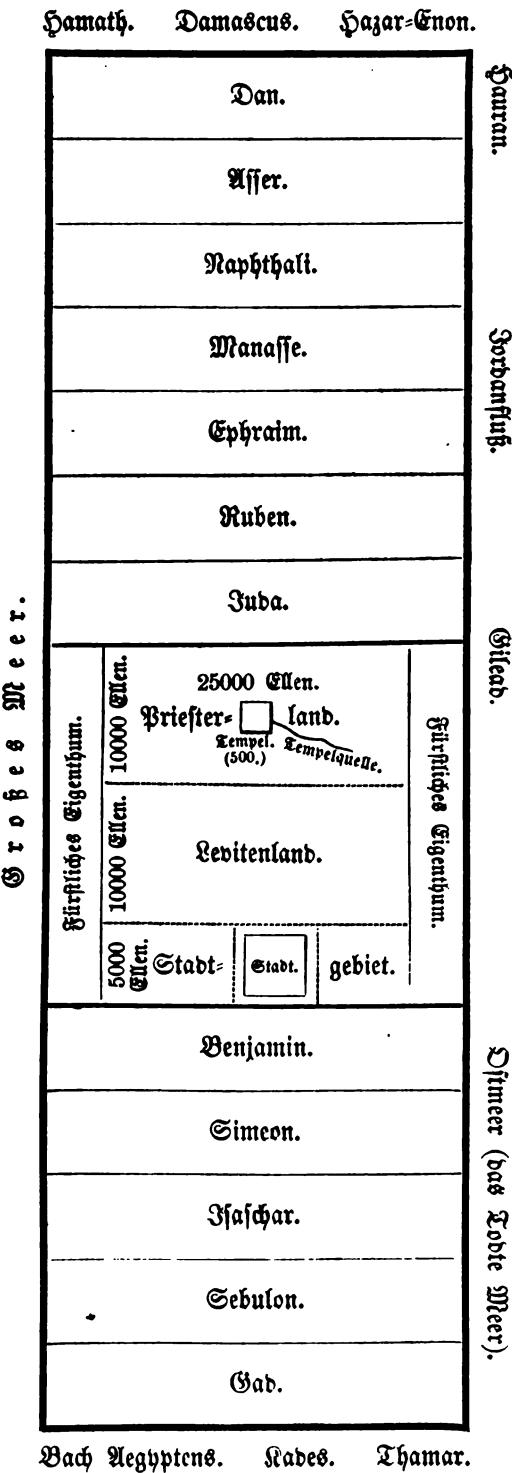 Hamath. Damascus. Hazar-Enon.
Hauran.
Dan.
Asser.
Naphthali.
Jordanfluß.
Manasse.
Ephraim.
Ruben.
Juda.
Großes Meer.
Gilead.
Fürstliches Eigenthum.
10000 Ellen.
25000 Ellen.
Priester- land.
Tempel.
(500.)
Tempelquelle.
Fürstliches Eigenthum.
10000 Ellen.
Levitenland.
5000
Ellen.
Stadt- Stadt. gebiet.
Benjamin.
Simeon.
Isaschar.
Sebulon.
Gad.
Ostmeer (das Todte Meer).
Bach Aegyptens. Kades. Thamar.